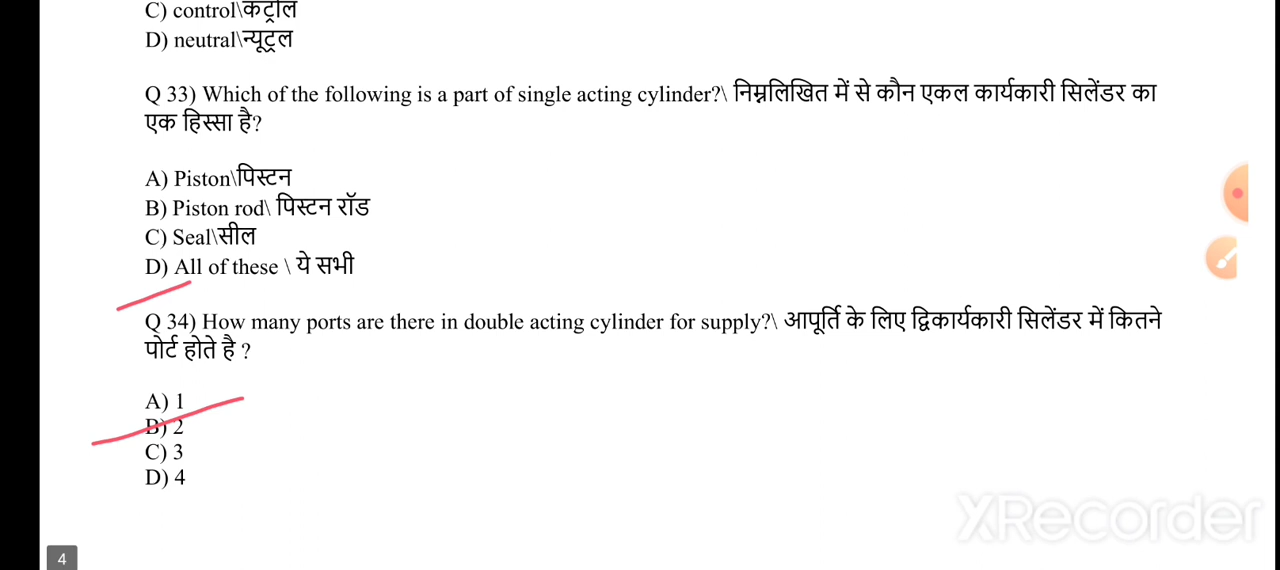 C) control\कंट्रोल
D) neutral\न्यूट्रल
Q 33) Which of the following is a part of single acting cylinder?\ निम्नलिखित में से कौन एकल कार्यकारी सिलेंडर का
एक हिस्सा है?
A) Piston\पिस्टन
B) Piston rod\ पिस्टन रॉड
C) Seal\सील
D) All of these \ ये सभी
Q 34) How many ports are there in double acting cylinder for supply?\ आपूर्ति के लिए द्विकार्यकारी सिलेंडर में कितने
पोर्ट होते है ?
A) 1
B) 2
C) 3
D) 4
XRecorder
4